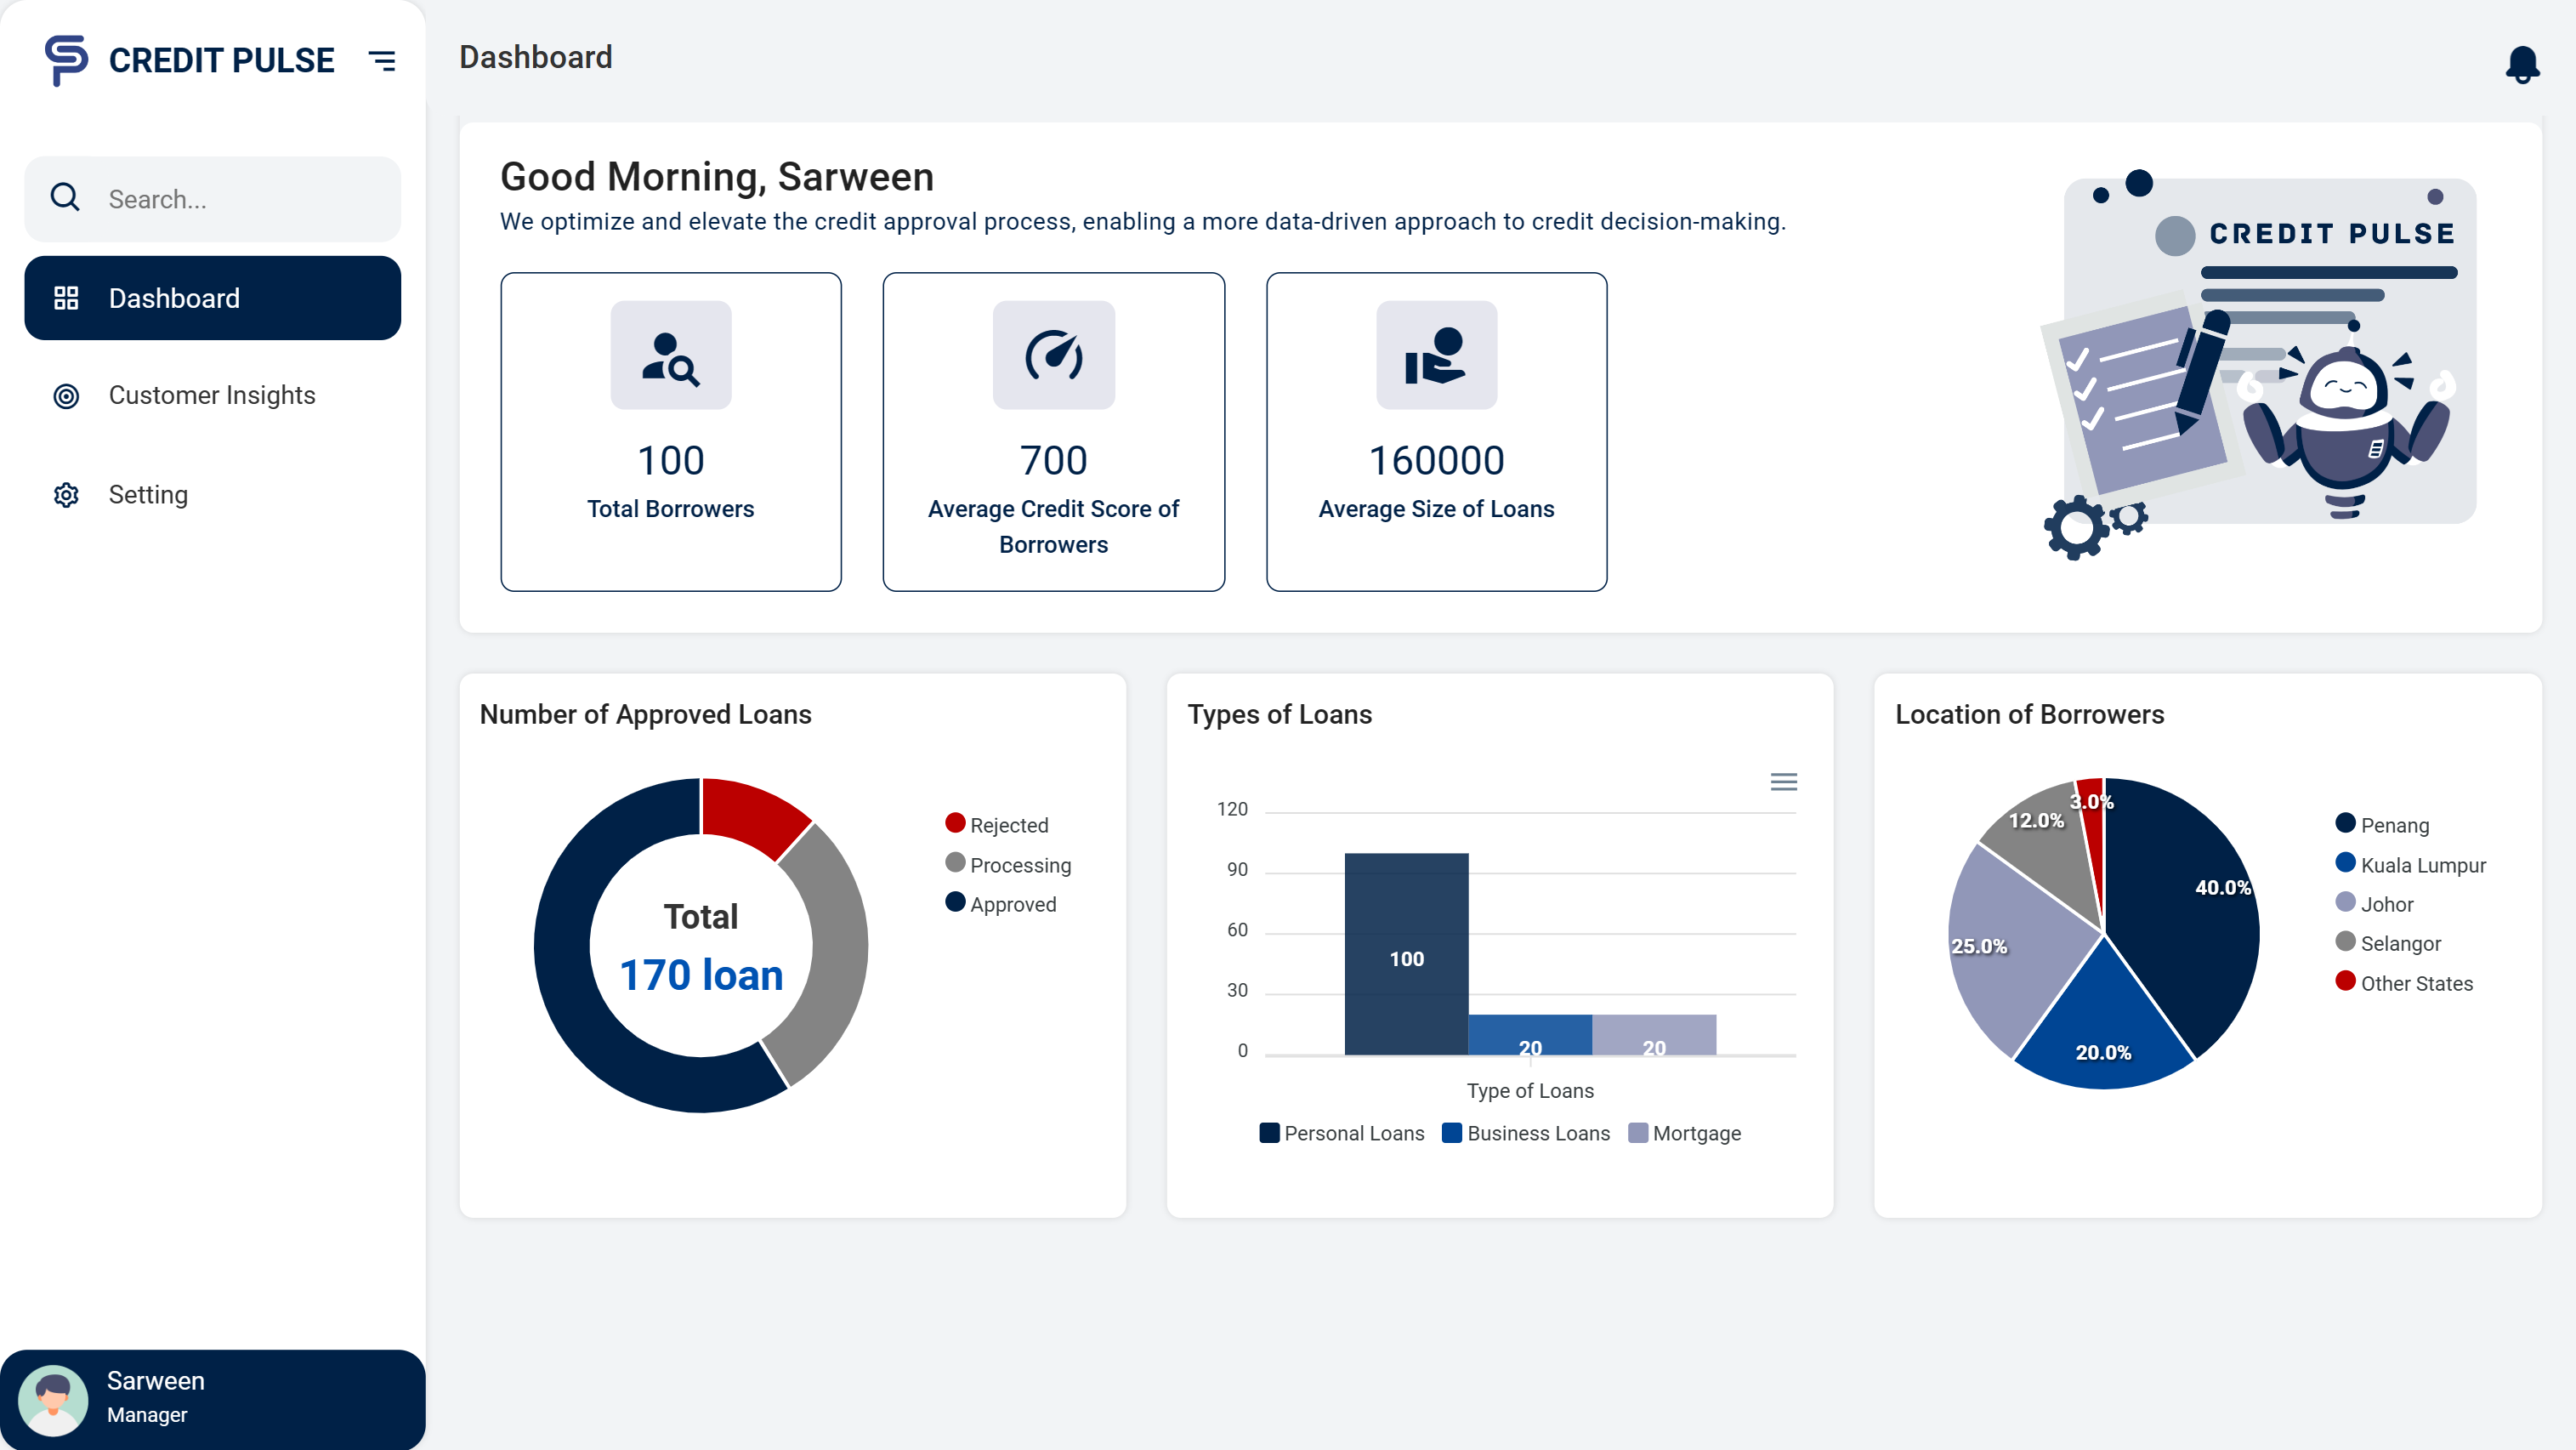 CREDIT PULSE
Search...
Dashboard
Customer Insights
Setting
Sarween
Manager
Dashboard
Good Morning, Sarween
We optimize and elevate the credit approval process, enabling a more data-driven approach to credit decision-making.
100
Total Borrowers
700
Average Credit Score of
Borrowers
160000
Average Size of Loans
CREDIT PULSE
Number of Approved Loans
Total
170 loan
Rejected
Processing
Approved
Types of Loans
120
90
60
30
0
100
20
20
Type of Loans
Personal Loans Business Loans Mortgage
Location of Borrowers
3.0%
12.0%
40.0%
25.0%
20.0%
Penang
Kuala Lumpur
Johor
Selangor
Other States